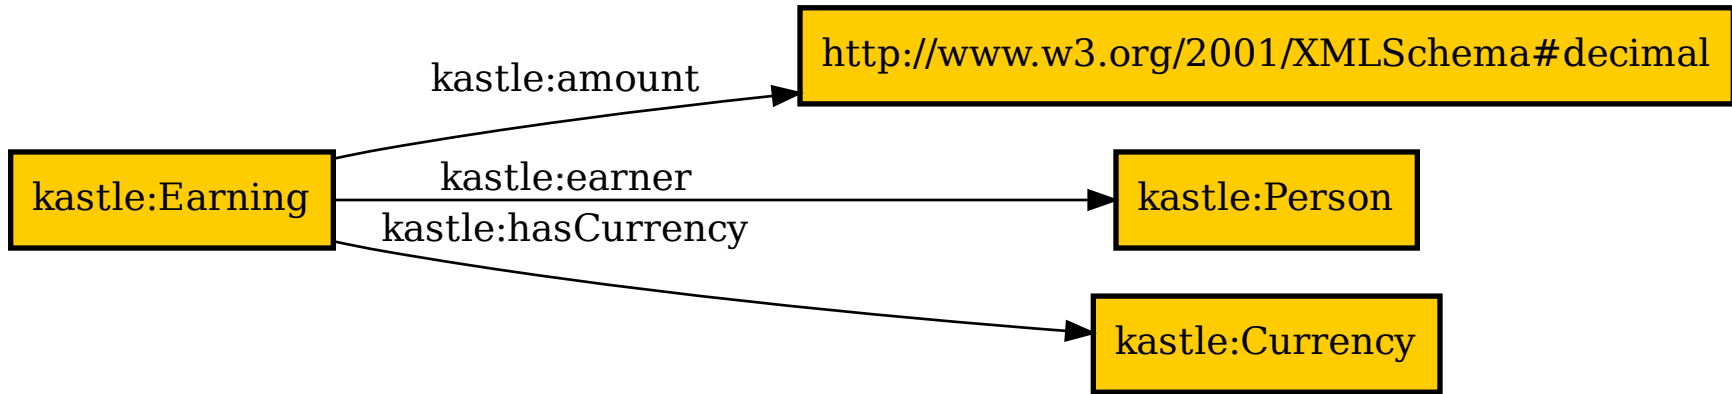 kastle:amount
http://www.w3.org/2001/XMLSchema#decimal
kastle:Earning
kastle:earner
kastle:Person
kastle:hasCurrency
kastle:Currency